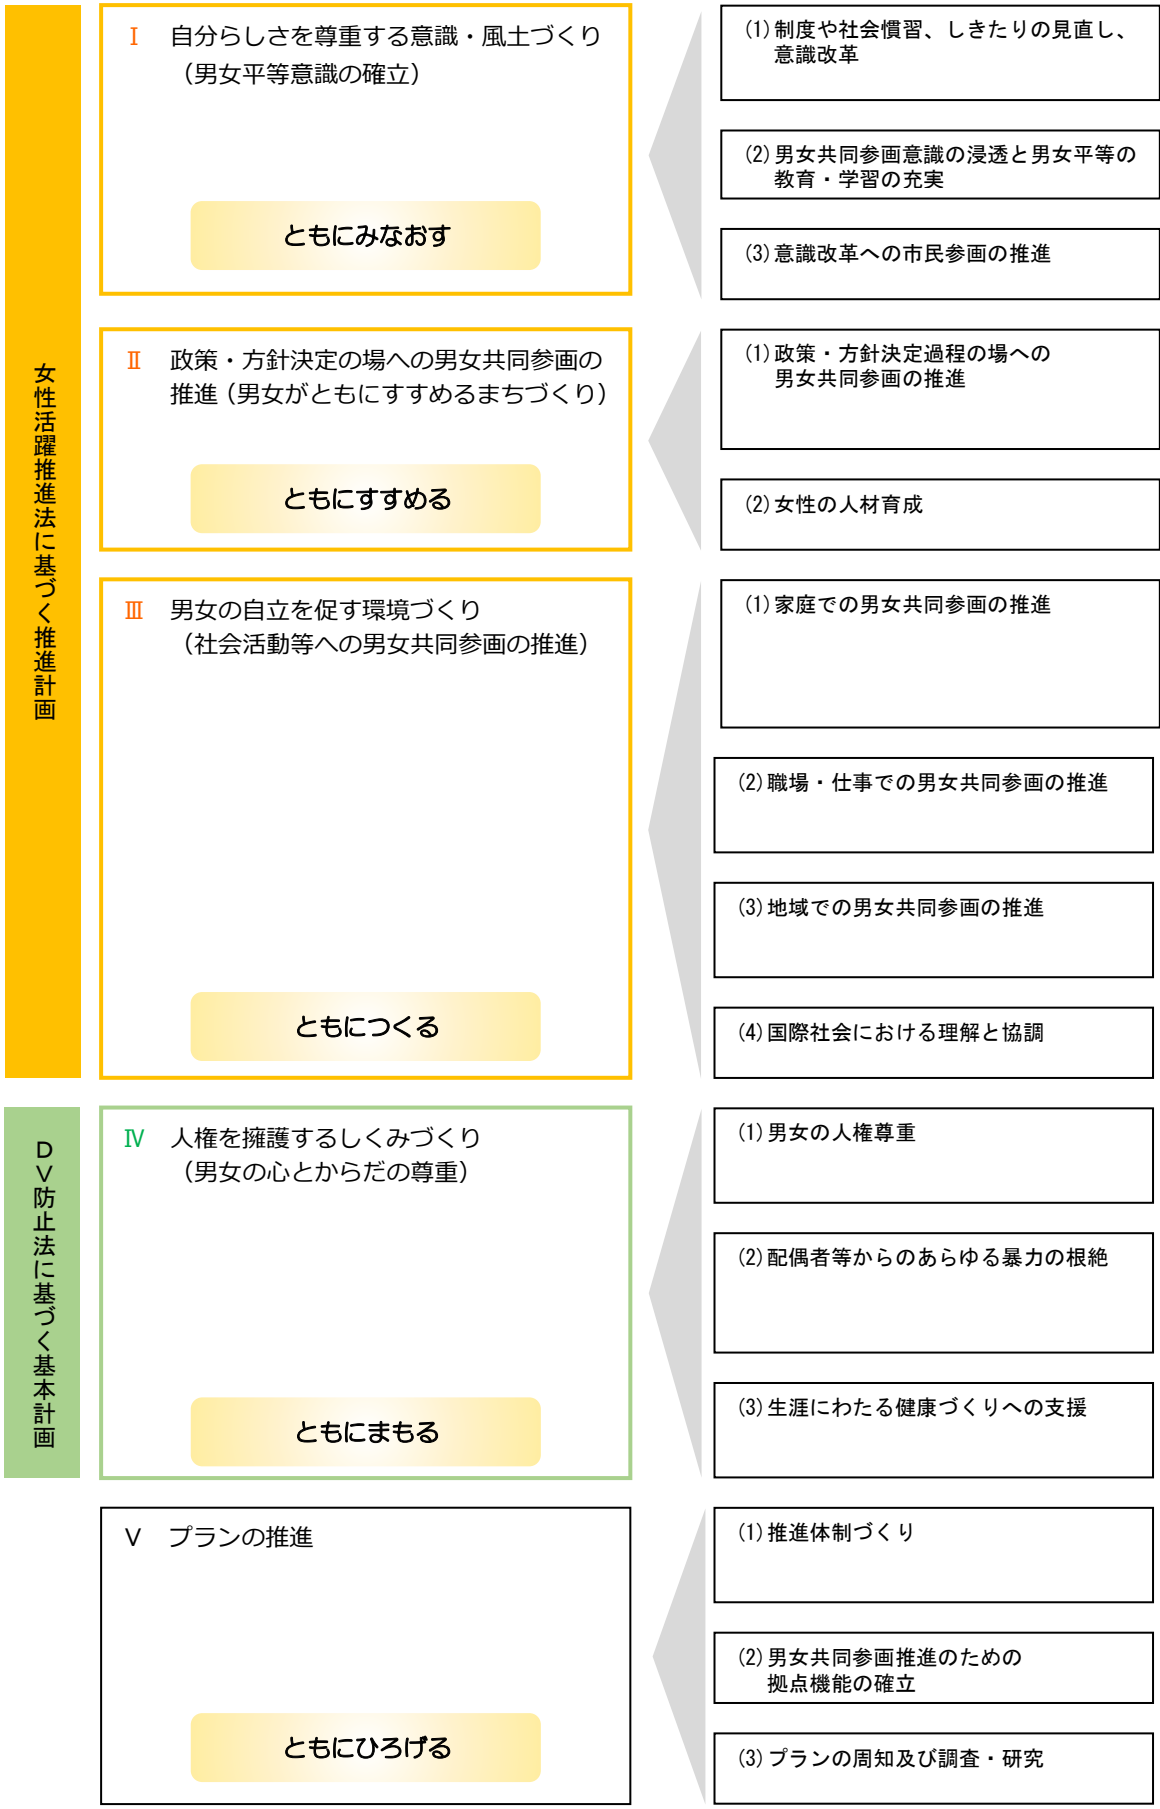 女性活躍推進法に基づく推進計画
Ⅰ 自分らしさを尊重する意識・風土づくり
（男女平等意識の確立）
ともにみなおす
(1)制度や社会慣習、しきたりの見直し、
意識改革
(2)男女共同参画意識の浸透と男女平等の
教育・学習の充実
(3)意識改革への市民参画の推進
Ⅱ 政策・方針決定の場への男女共同参画の
推進（男女がともにすすめるまちづくり）
ともにすすめる
(1)政策・方針決定過程の場への
男女共同参画の推進
(2)女性の人材育成
Ⅲ 男女の自立を促す環境づくり
（社会活動等への男女共同参画の推進）
ともにつくる
(1)家庭での男女共同参画の推進
(2)職場・仕事での男女共同参画の推進
(3)地域での男女共同参画の推進
(4)国際社会における理解と協調
ＤＶ防止法に基づく基本計画
Ⅳ 人権を擁護するしくみづくり
（男女の心とからだの尊重）
ともにまもる
(1)男女の人権尊重
(2)配偶者等からのあらゆる暴力の根絶
(3)生涯にわたる健康づくりへの支援
Ⅴ プランの推進
ともにひろげる
(1)推進体制づくり
(2)男女共同参画推進のための
拠点機能の確立
(3)プランの周知及び調査・研究